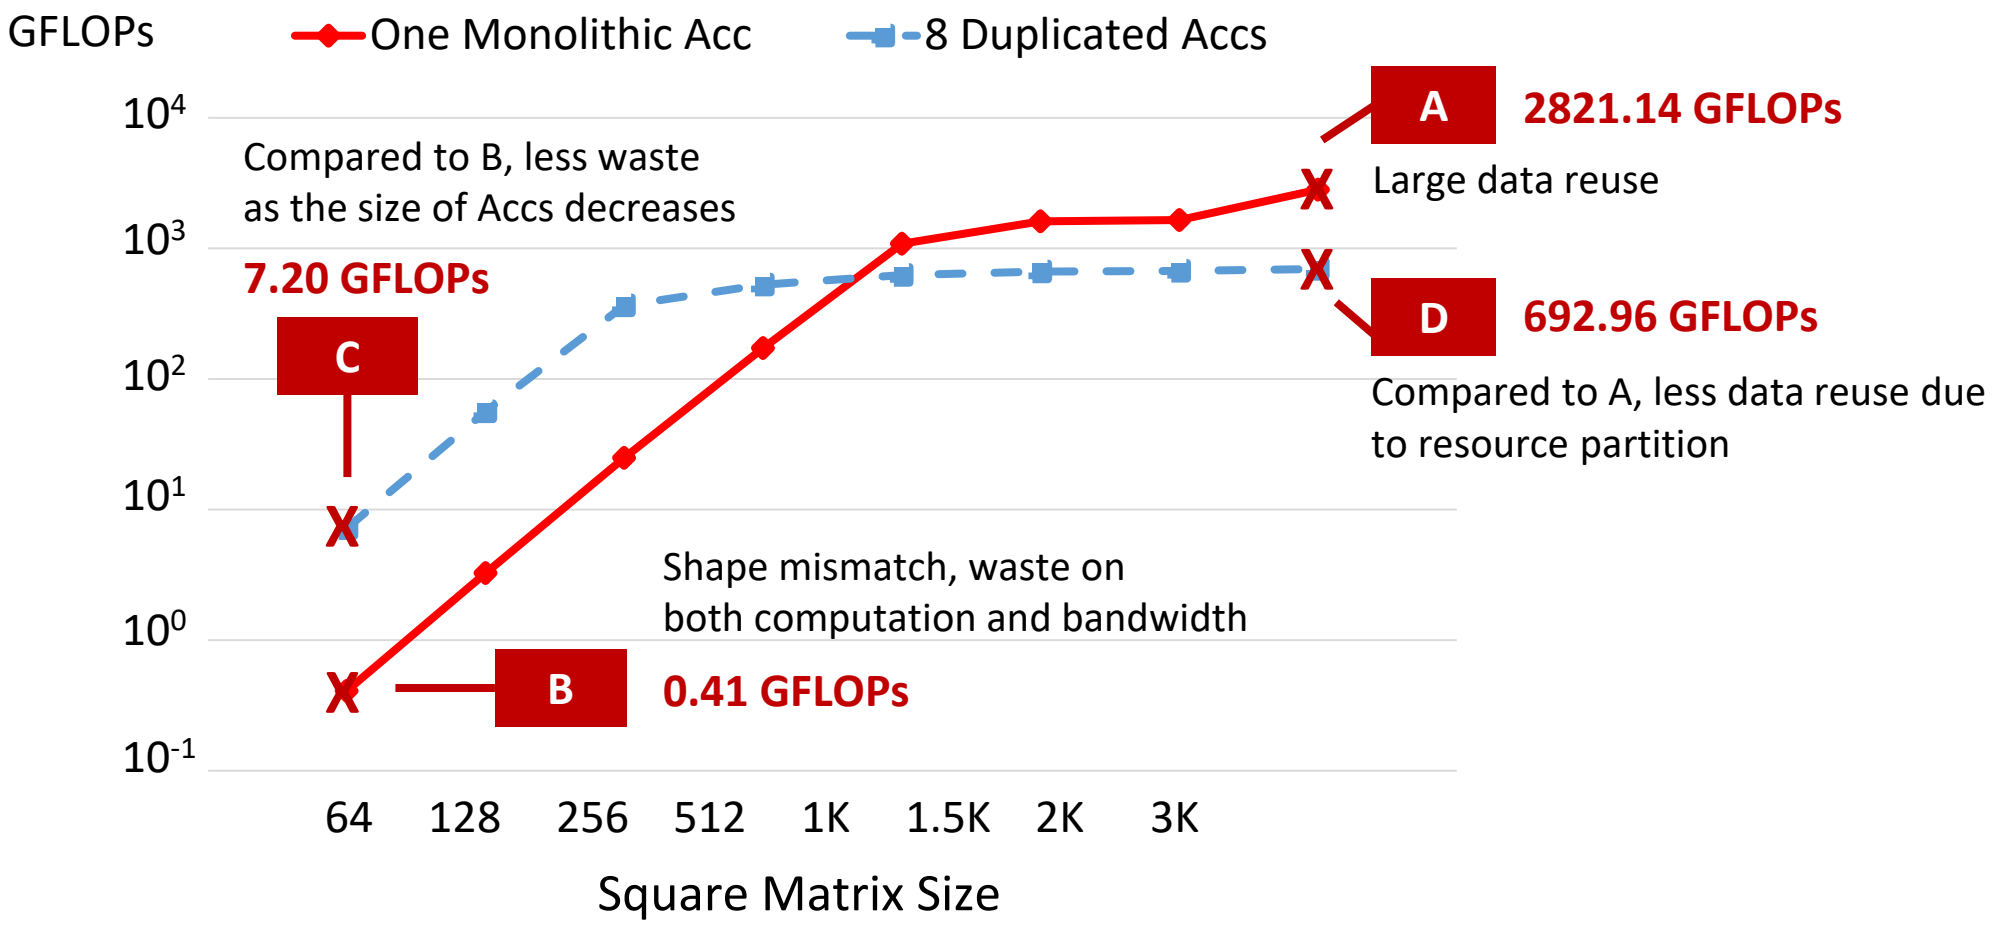 GFLOPs
One Monolithic Acc
8 Duplicated Accs
10⁴
10³
10²
10¹
10⁰
10⁻¹
Compared to B, less waste
as the size of Accs decreases
7.20 GFLOPs
C
X
X
X
X
A
2821.14 GFLOPs
Large data reuse
D
692.96 GFLOPs
Compared to A, less data reuse due
to resource partition
Shape mismatch, waste on
both computation and bandwidth
B
0.41 GFLOPs
64 128 256 512 1K 1.5K 2K 3K
Square Matrix Size